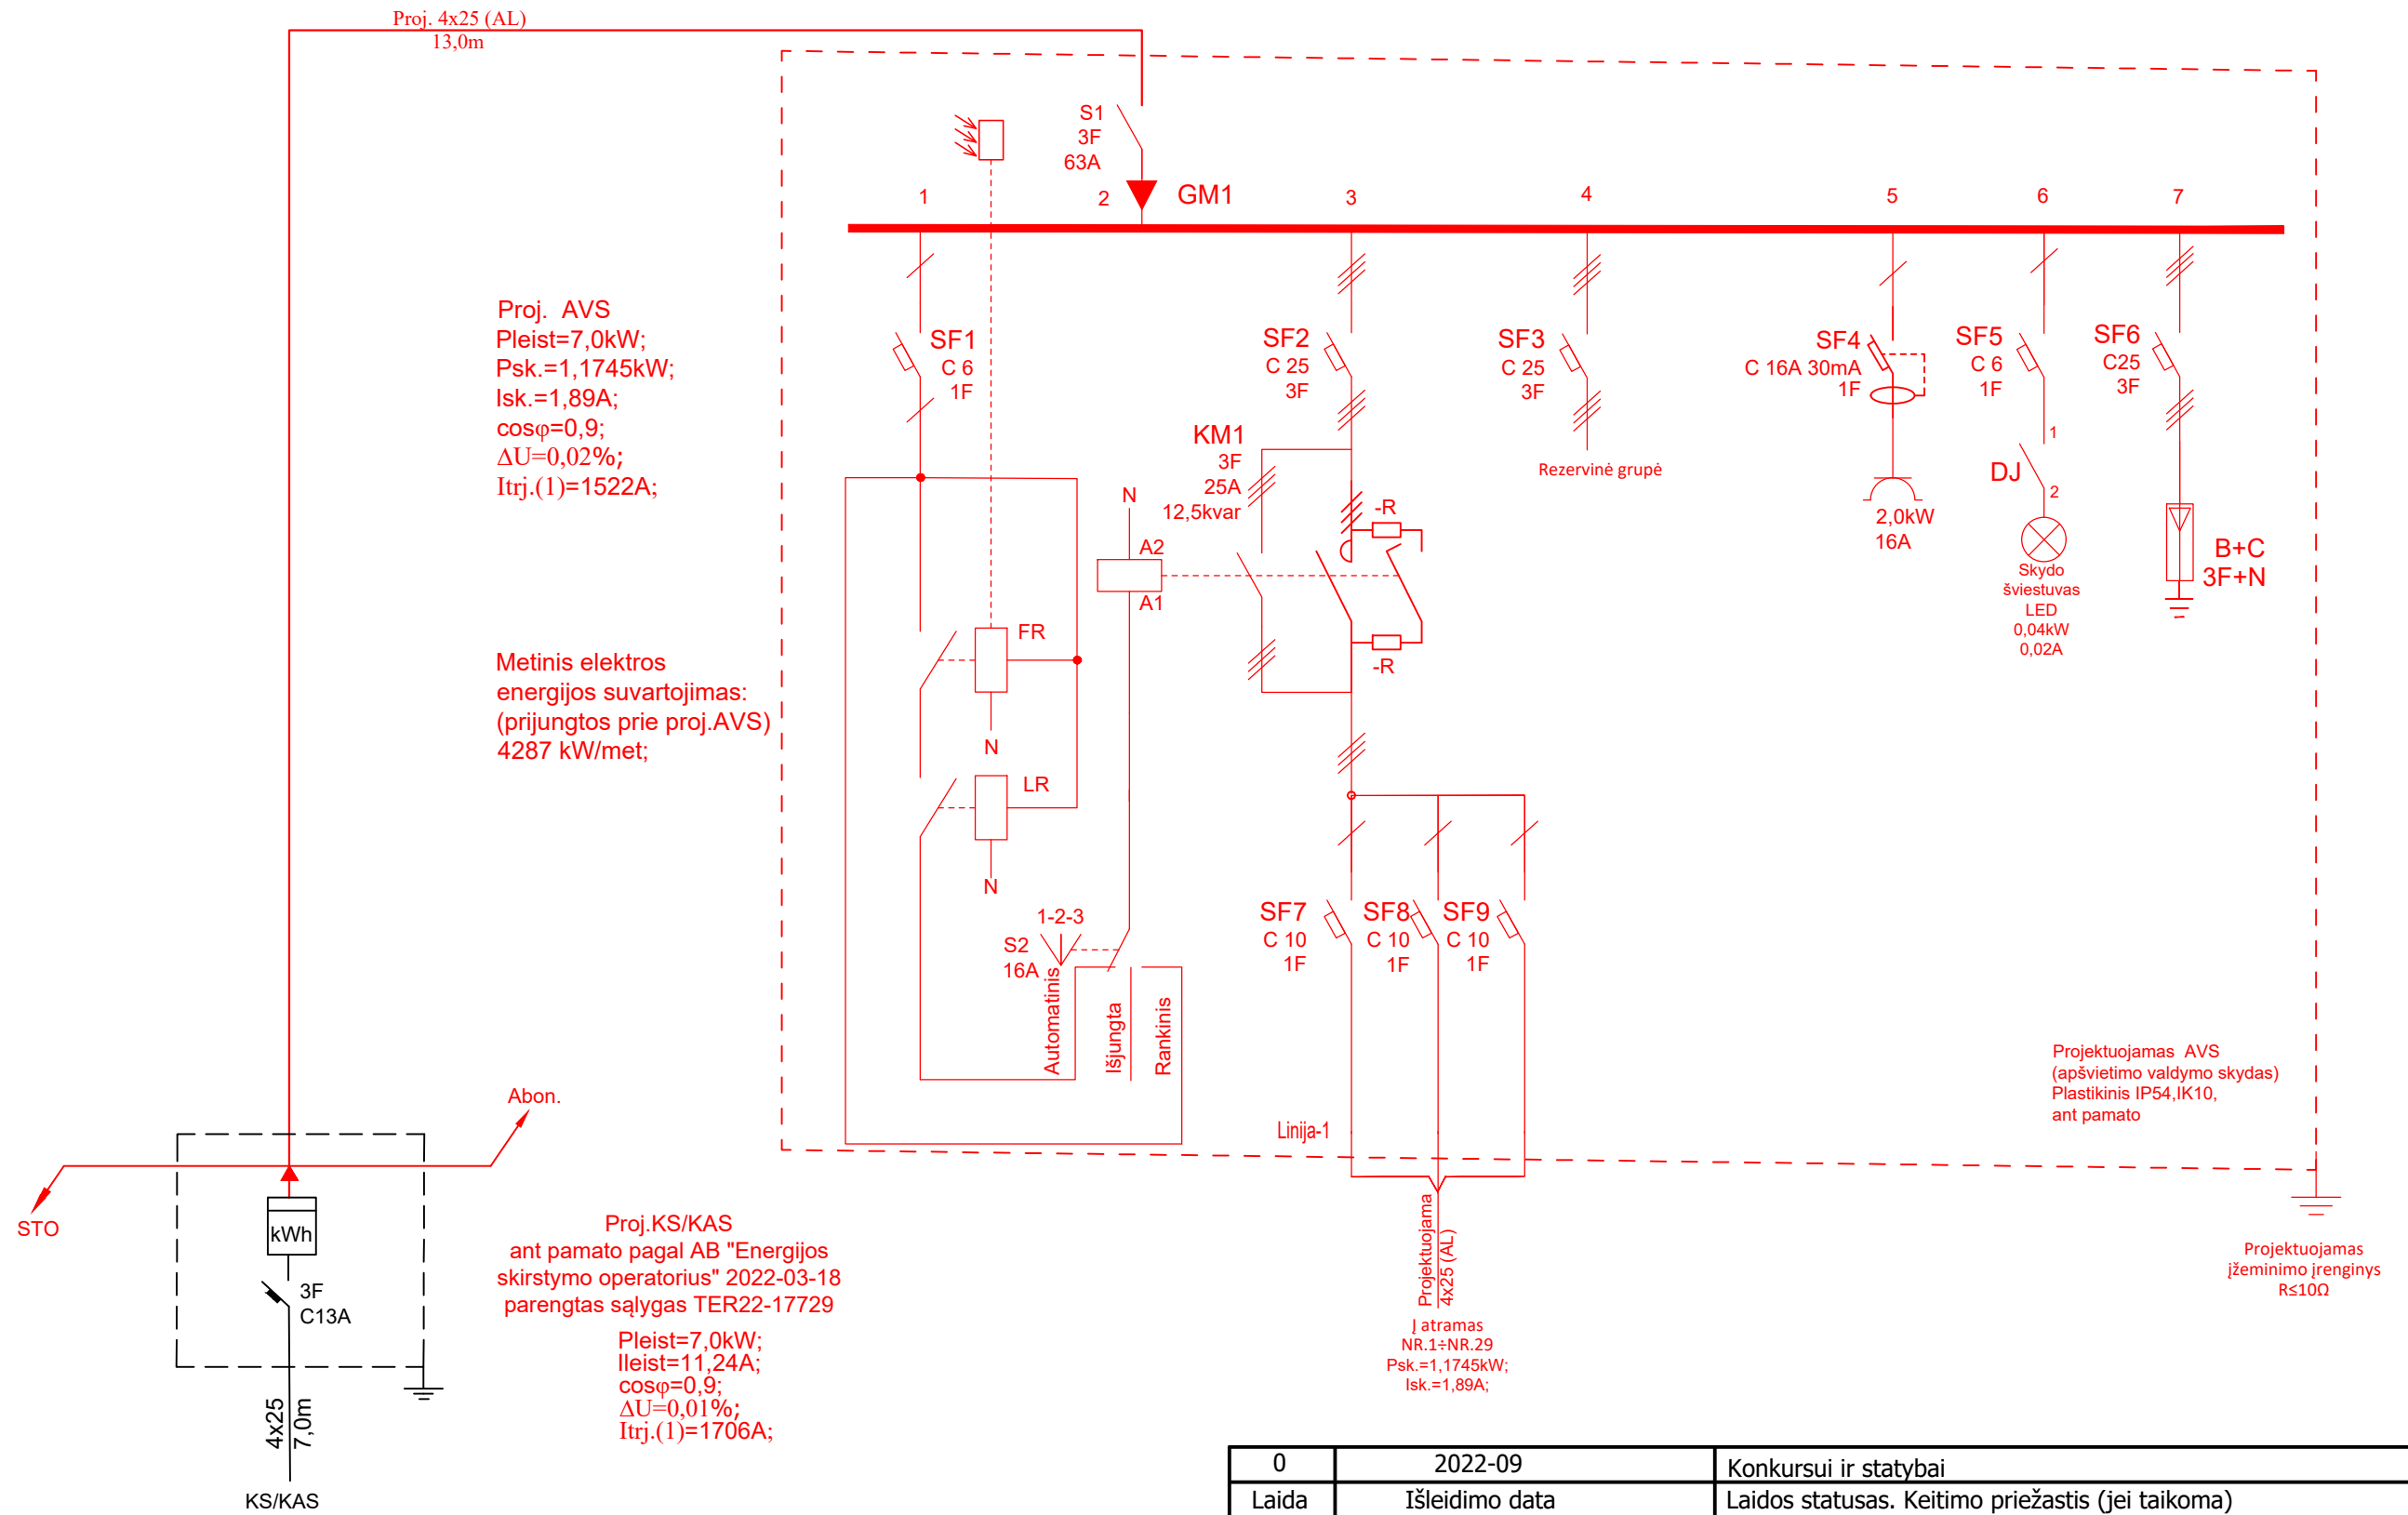 Proj. 4x25 (AL)
13,0m
S1
3F
63A
GM1
1
2
3
4
5
6
7
Proj. AVS
Pleist=7,0kW;
Psk.=1,1745kW;
Isk.=1,89A;
cosφ=0,9;
ΔU=0,02%;
Itrj.(1)=1522A;
SF1
C 6
1F
SF2
C 25
3F
SF3
C 25
3F
Rezervinė grupė
SF4
C 16A 30mA
1F
2,0kW
16A
SF5
C 6
1F
1
DJ
2
Skydo
šviestuvas
LED
0,04kW
0,02A
SF6
C25
3F
B+C
3F+N
KM1
3F
25A
12,5kvar
-R
-R
N
A2
A1
FR
N
LR
N
Metinis elektros
energijos suvartojimas:
(prijungtos prie proj.AVS)
4287 kW/met;
1-2-3
S2
16A
Automatinis
Išjungta
Rankinis
SF7
C 10
1F
SF8
C 10
1F
SF9
C 10
1F
Linija-1
Projektuojamas AVS
(apšvietimo valdymo skydas)
Plastikinis IP54,IK10,
ant pamato
Abon.
STO
kWh
3F
C13A
4x25
7,0m
KS/KAS
Proj.KS/KAS
ant pamato pagal AB "Energijos
skirstymo operatorius" 2022-03-18
parengtas sąlygas TER22-17729
Pleist=7,0kW;
Ileist=11,24A;
cosφ=0,9;
ΔU=0,01%;
Itrj.(1)=1706A;
Projektuojama
4x25 (AL)
Į atramas
NR.1÷NR.29
Psk.=1,1745kW;
Isk.=1,89A;
Projektuojamas
įžeminimo įrenginys
R≤10Ω
0 2022-09 Konkursui ir statybai
Laida Išleidimo data Laidos statusas. Keitimo priežastis (jei taikoma)